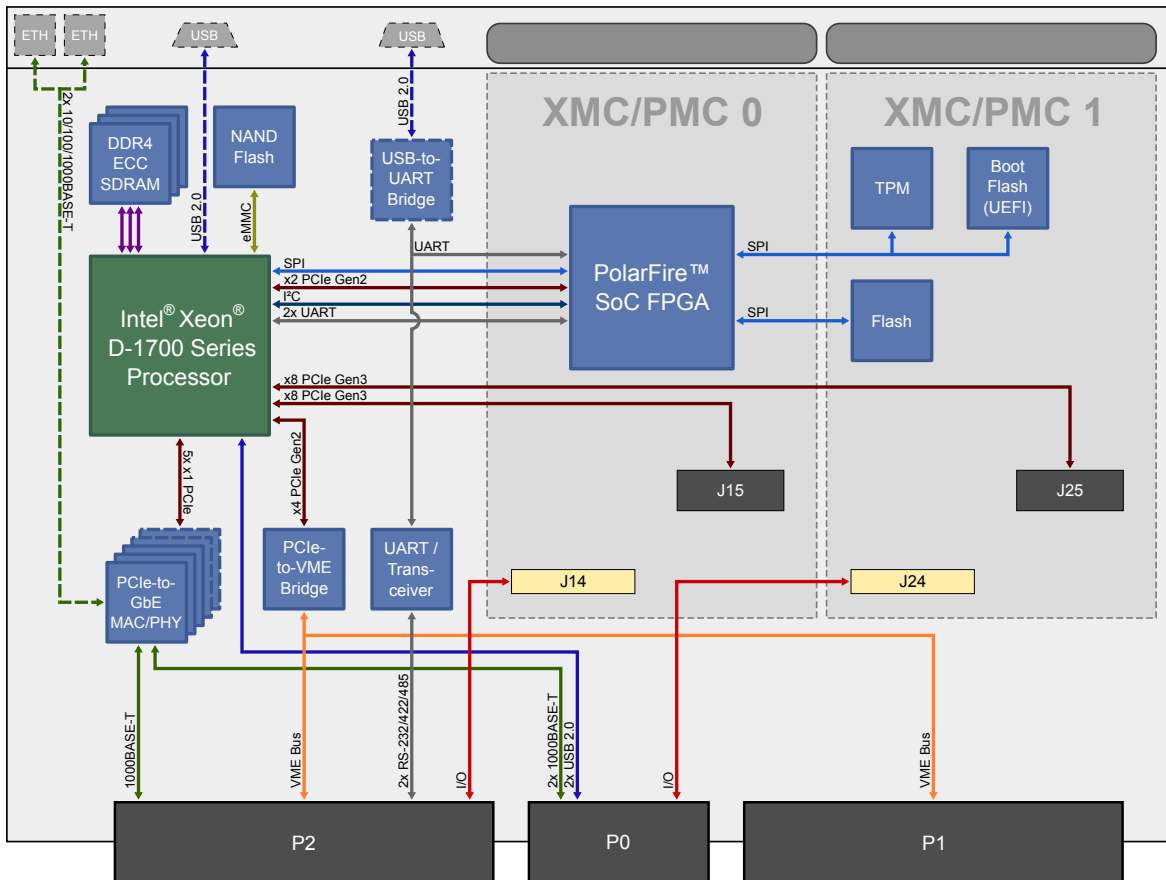 ETH
ETH
USB
USB
2x 10/100/1000BASE-T
USB 2.0
USB 2.0
XMC/PMC 0
XMC/PMC 1
DDR4
ECC
SDRAM
NAND
Flash
eMMC
USB-to-
UART
Bridge
TPM
Boot
Flash
(UEFI)
UART
SPI
SPI
x2 PCIe Gen2
I²C
2x UART
PolarFire™
SoC FPGA
SPI
Flash
Intel® Xeon®
D-1700 Series
Processor
x8 PCIe Gen3
x8 PCIe Gen3
5x x1 PCIe
x4 PCIe Gen2
J15
J25
PCIe-to-
GbE
MAC/PHY
PCIe-
to-VME
Bridge
UART /
Trans-
ceiver
J14
J24
1000BASE-T
VME Bus
2x RS-232/422/485
I/O
2x 1000BASE-T
2x USB 2.0
I/O
VME Bus
P2
P0
P1